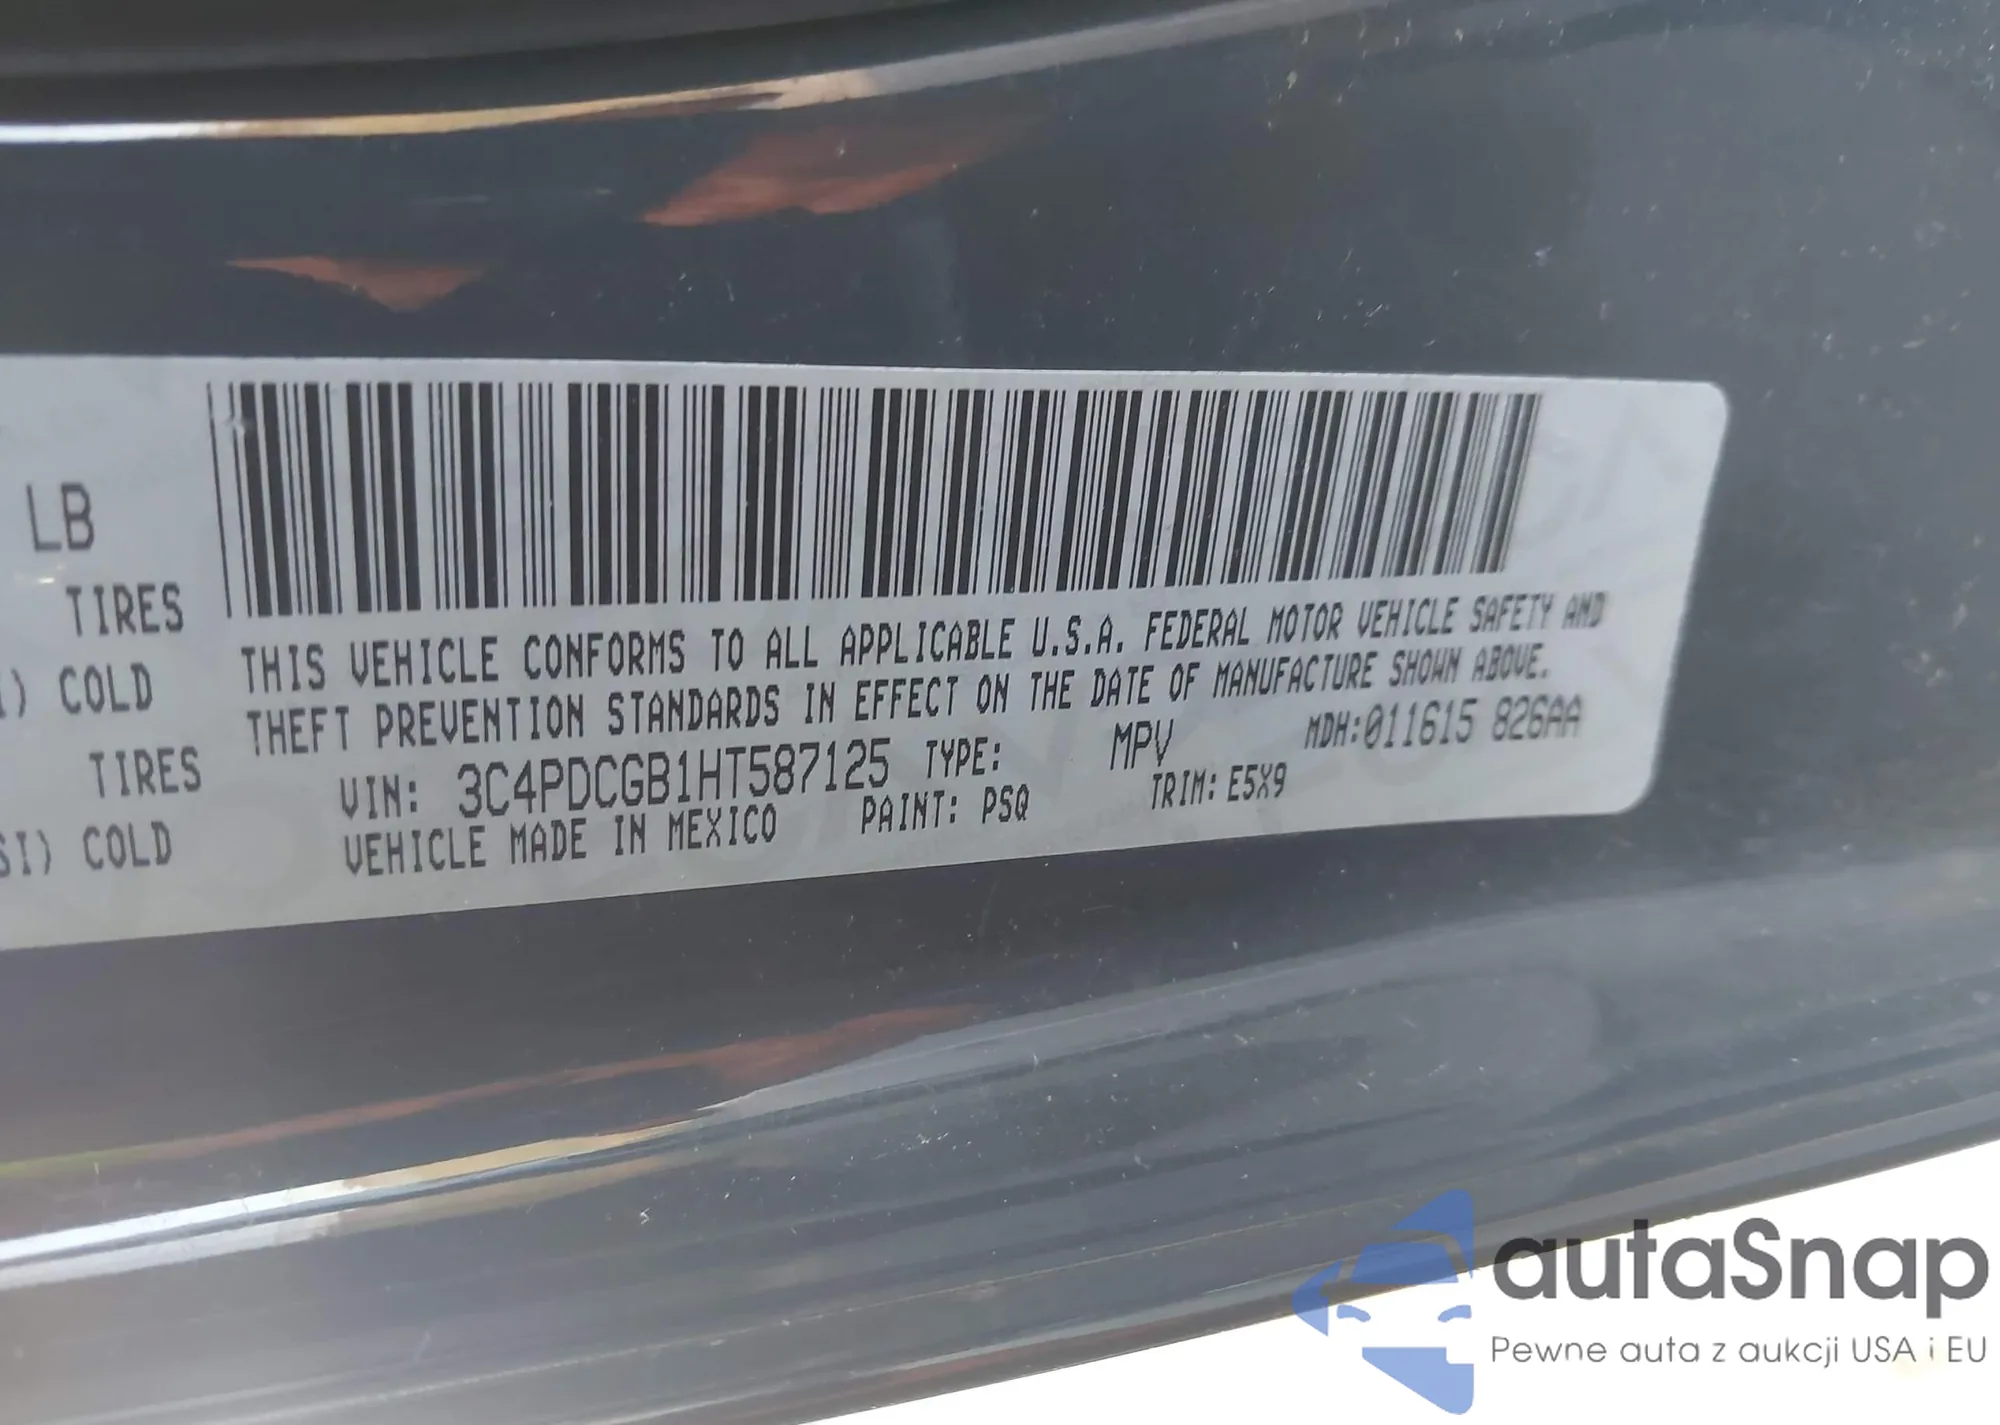 LB
TIRES
COLD
TIRES
SI) COLD
THIS VEHICLE CONFORMS TO ALL APPLICABLE U.S.A. FEDERAL MOTOR VEHICLE SAFETY AND
THEFT PREVENTION STANDARDS IN EFFECT ON THE DATE OF MANUFACTURE SHOWN ABOVE.
VIN: 3C4PDCGB1HT587125 TYPE: MPV MDH:011615 826AA
VEHICLE MADE IN MEXICO PAINT: PSQ TRIM: E5X9
autaSnap
Pewne auta z aukcji USA i EU